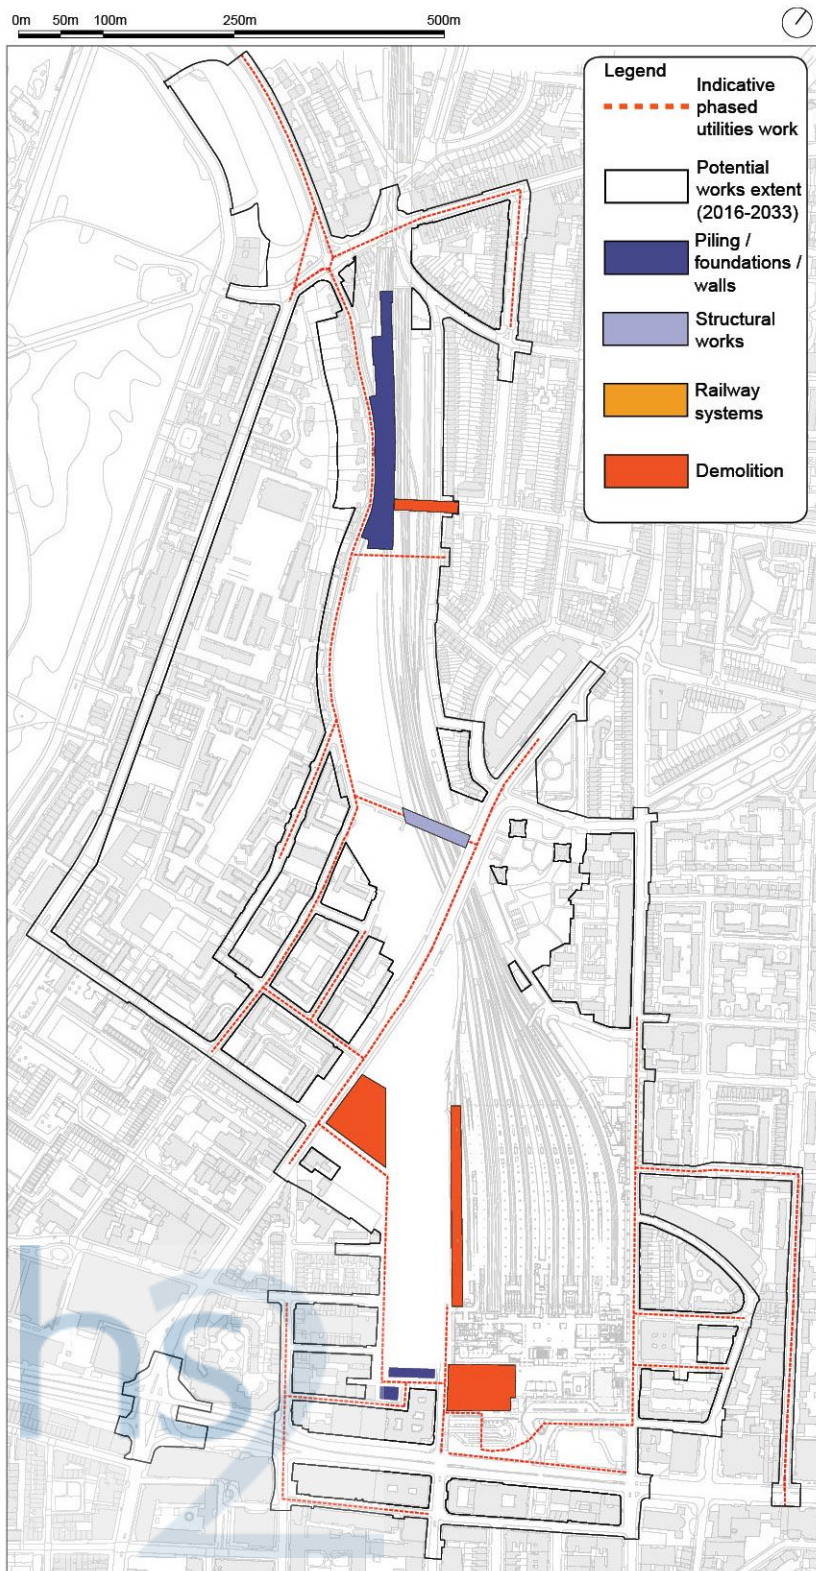 0m 50m 100m 250m 500m
Legend
Indicative
phased
utilities work
Potential
works extent
(2016-2033)
Piling /
foundations /
walls
Structural
works
Railway
systems
Demolition
hs2